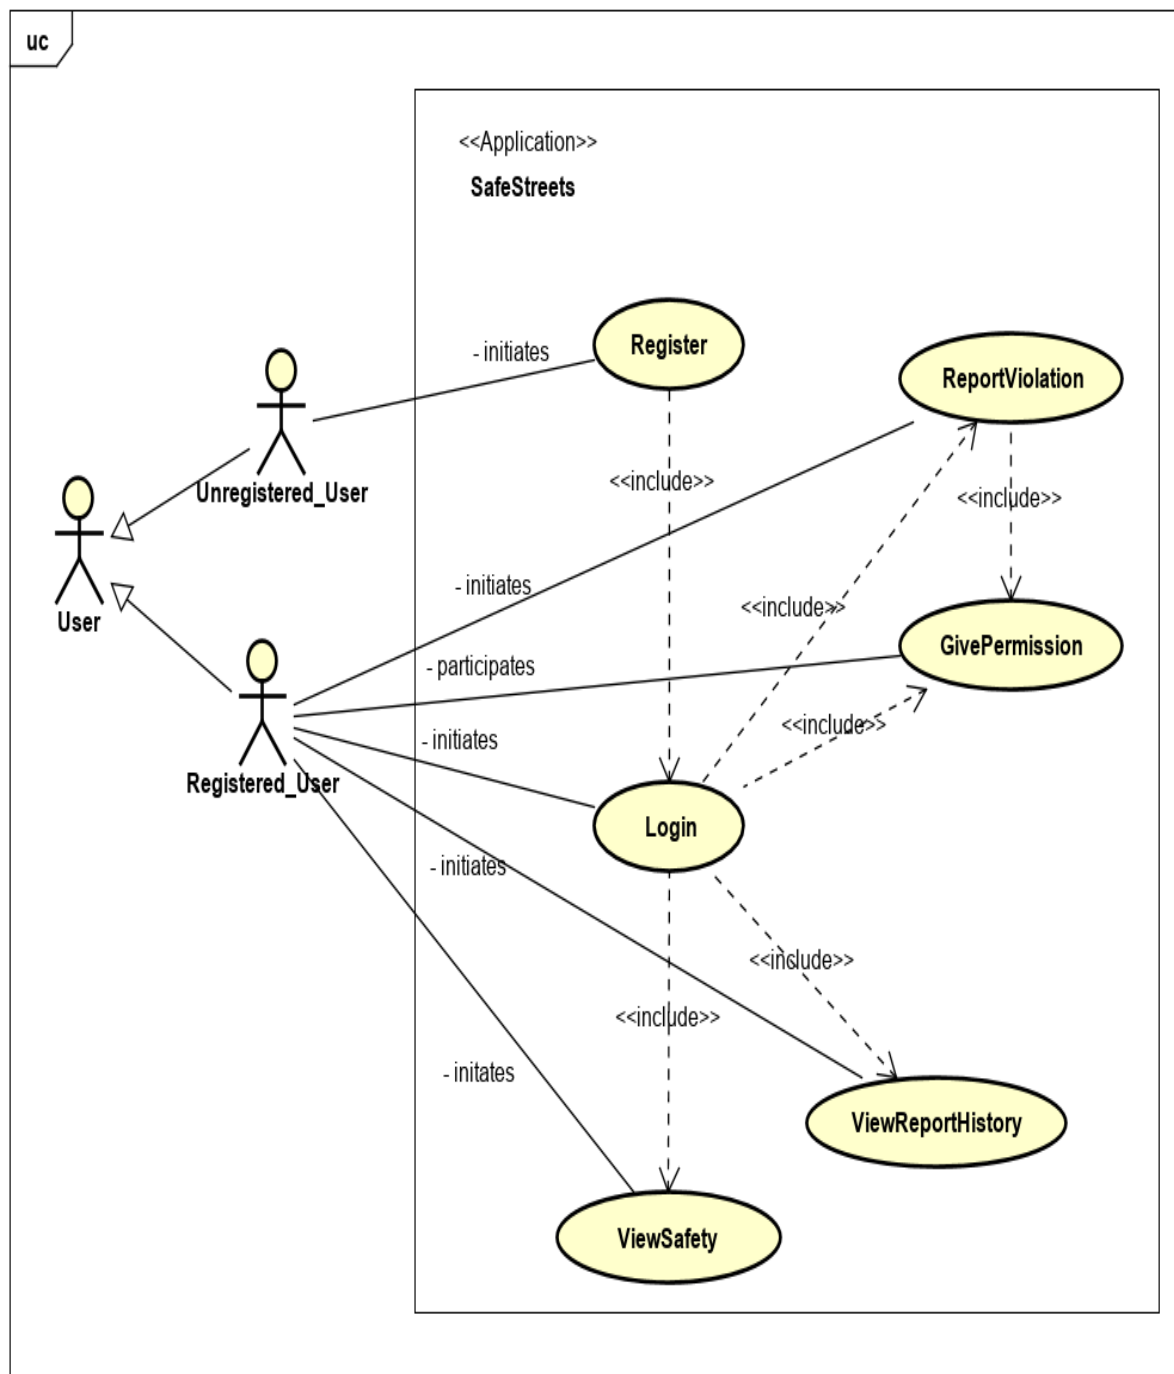 uc
<<Application>>
SafeStreets
Register
- initiates
ReportViolation
<<include>>
Unregistered_User
<<include>>
- initiates
<<include>>
User
GivePermission
- participates
<<include>>
- initiates
Registered_User
Login
- initiates
<<include>>
<<include>>
- initates
ViewReportHistory
ViewSafety